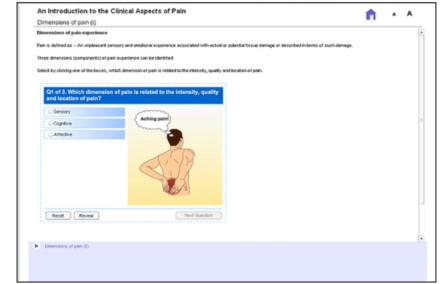 An Introduction to the Clinical Aspects of Pain
Dimensions of pain (i)
A A
Dimensions of pain experience
Pain is defined as :- An unpleasant sensory and emotional experience associated with actual or potential tissue damage or described in terms of such damage.
Three dimensions (components) of pain experience can be identified
Select by clicking one of the boxes, which dimension of pain is related to the intensity, quality and location of pain.
Q1 of 3. Which dimension of pain is related to the intensity, quality
and location of pain?
Sensory
Cognitive
Affective
Aching pain!
Reset
Reveal
Next Question
Dimensions of pain (i)